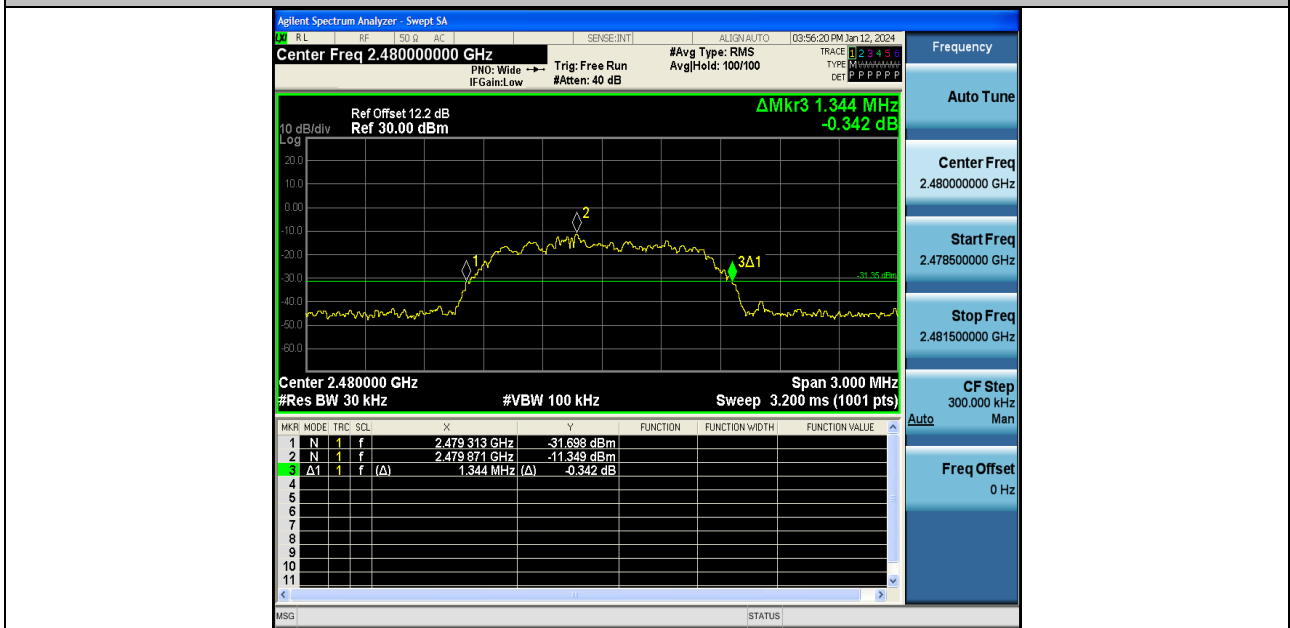 Agilent Spectrum Analyzer - Swept SA
RL RF 50 Ω AC SENSE:INT ALIGN AUTO 03:56:20 PM Jan 12, 2024
Center Freq 2.480000000 GHz
PNO: Wide
IFGain:Low
Trig: Free Run
#Atten: 40 dB
#Avg Type: RMS
Avg|Hold: 100/100
TRACE 1 2 3 4 5 6
TYPE M
DET P P P P P P
Ref Offset 12.2 dB
10 dB/div Ref 30.00 dBm
Log
ΔMkr3 1.344 MHz
-0.342 dB
20.0
10.0
0.00
-10.0
-20.0
-30.0
-40.0
-50.0
-60.0
1
2
3Δ1
-31.35 dBm
Center 2.480000 GHz Span 3.000 MHz
#Res BW 30 kHz #VBW 100 kHz Sweep 3.200 ms (1001 pts)
MKR MODE TRC SCL X Y FUNCTION FUNCTION WIDTH FUNCTION VALUE
1 N 1 f 2.479 313 GHz -31.698 dBm
2 N 1 f 2.479 871 GHz -11.349 dBm
3 Δ1 1 f (Δ) 1.344 MHz (Δ) -0.342 dB
4
5
6
7
8
9
10
11
MSG STATUS
Frequency
Auto Tune
Center Freq
2.480000000 GHz
Start Freq
2.478500000 GHz
Stop Freq
2.481500000 GHz
CF Step
300.000 kHz
Auto Man
Freq Offset
0 Hz